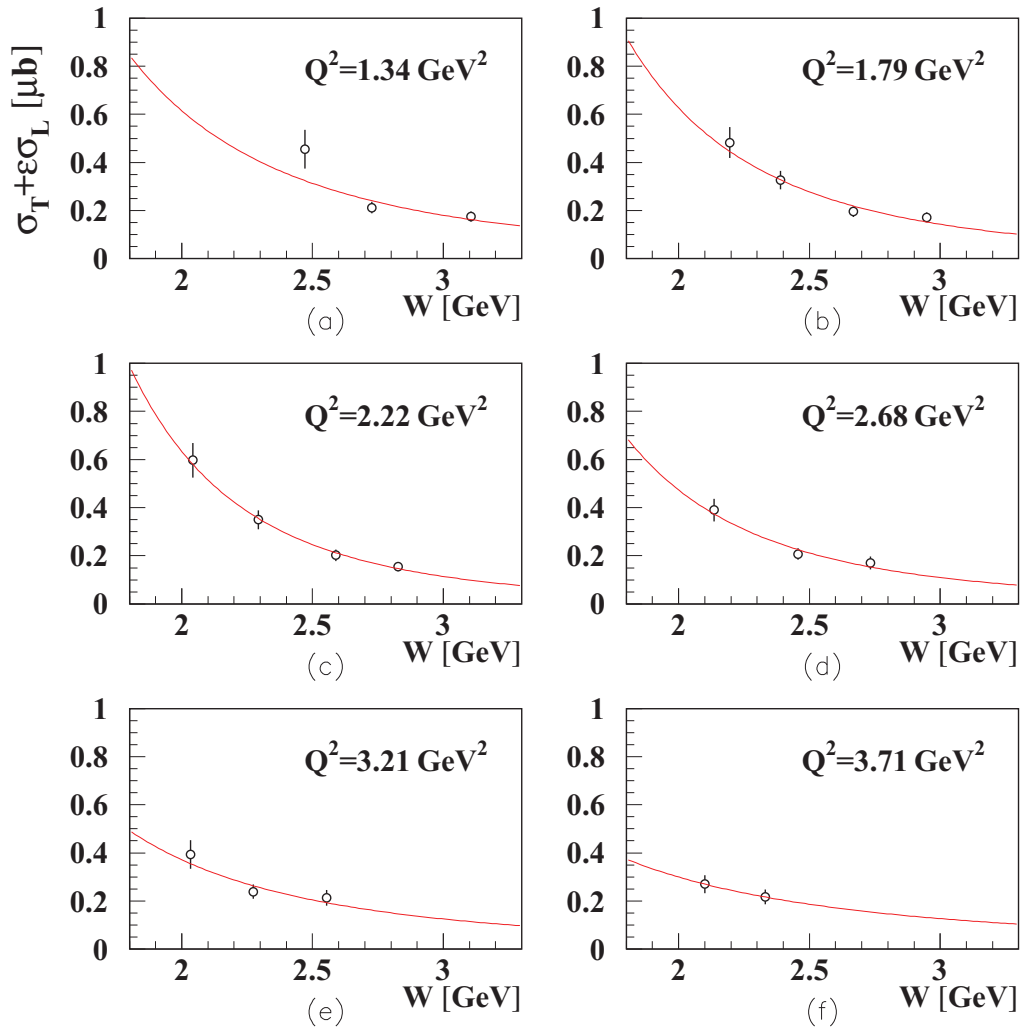 σ_T+εσ_L [μb]
1
0.8
0.6
0.4
0.2
0
Q²=1.34 GeV²
2 2.5 3
W [GeV]
(a)
1
0.8
0.6
0.4
0.2
0
Q²=1.79 GeV²
2 2.5 3
W [GeV]
(b)
1
0.8
0.6
0.4
0.2
0
Q²=2.22 GeV²
2 2.5 3
W [GeV]
(c)
1
0.8
0.6
0.4
0.2
0
Q²=2.68 GeV²
2 2.5 3
W [GeV]
(d)
1
0.8
0.6
0.4
0.2
0
Q²=3.21 GeV²
2 2.5 3
W [GeV]
(e)
1
0.8
0.6
0.4
0.2
0
Q²=3.71 GeV²
2 2.5 3
W [GeV]
(f)